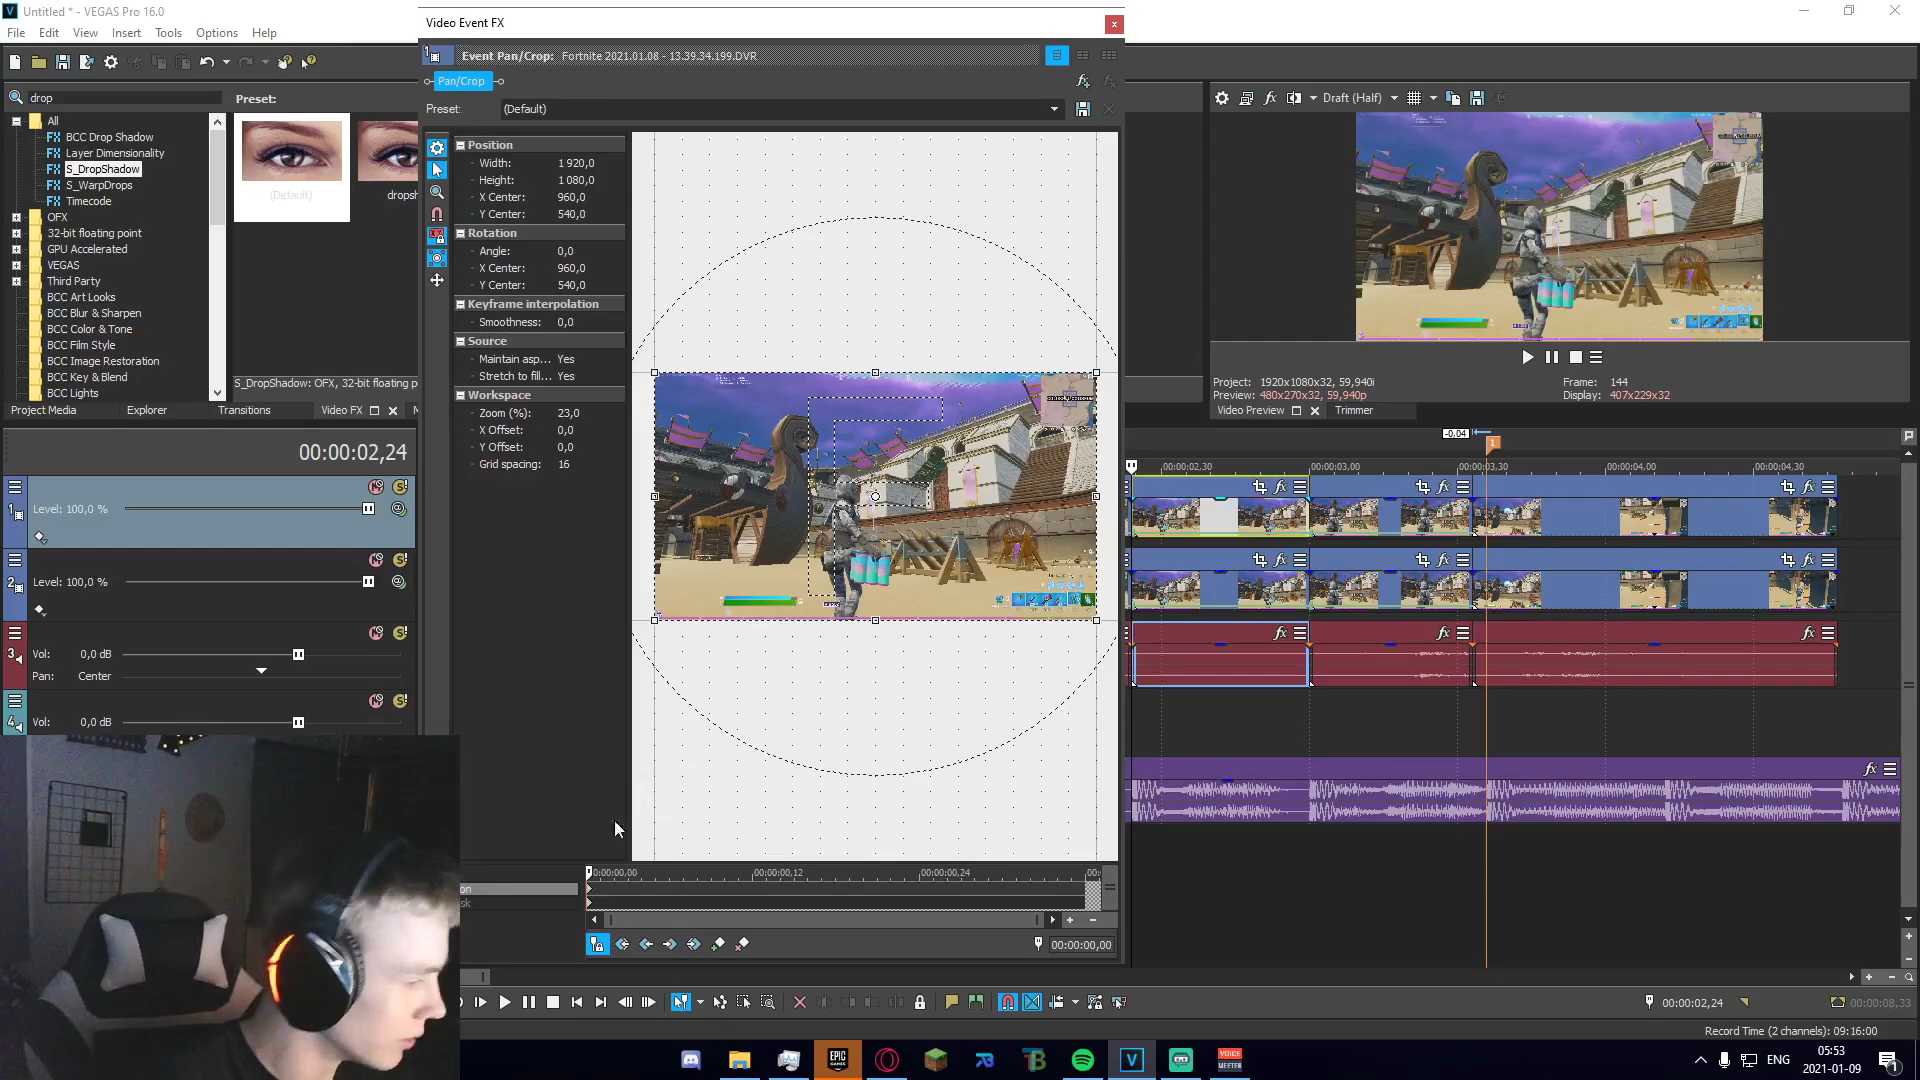 Untitled * - VEGAS Pro 16.0
File Edit View Insert Tools Options Help
drop
All
BCC Drop Shadow
Layer Dimensionality
S_DropShadow
S_WarpDrops
Timecode
OFX
32-bit floating point
GPU Accelerated
VEGAS
Third Party
BCC Art Looks
BCC Blur & Sharpen
BCC Color & Tone
BCC Film Style
BCC Image Restoration
BCC Key & Blend
BCC Lights
Preset:
(Default)
S_DropShadow: OFX, 32-bit floating p
Project Media Explorer Transitions Video FX
Video Event FX
Event Pan/Crop: Fortnite 2021.01.08 - 13.39.34.199.DVR
Pan/Crop
Preset: (Default)
Position
Width: 1 920,0
Height: 1 080,0
X Center: 960,0
Y Center: 540,0
Rotation
Angle: 0,0
X Center: 960,0
Y Center: 540,0
Keyframe interpolation
Smoothness: 0,0
Source
Maintain asp... Yes
Stretch to fill... Yes
Workspace
Zoom (%): 23,0
X Offset: 0,0
Y Offset: 0,0
Grid spacing: 16
00:00:00,00 00:00:00,12 00:00:00,24 00:
00:00:00,00
Draft (Half)
Project: 1920x1080x32, 59,940i
Preview: 480x270x32, 59,940p
Frame: 144
Display: 407x229x32
Video Preview Trimmer
00:00:02,24
1 Level: 100,0 %
2 Level: 100,0 %
3 Vol: 0,0 dB
Pan: Center
4 Vol: 0,0 dB
-0,04
1
00:00:02,30 00:00:03,00 00:00:03,30 00:00:04,00 00:00:04,30
00:00:02,24 00:00:08,33
Record Time (2 channels): 09:16:00
EPIC GAMES
VOICE MEETER
ENG
05:53
2021-01-09